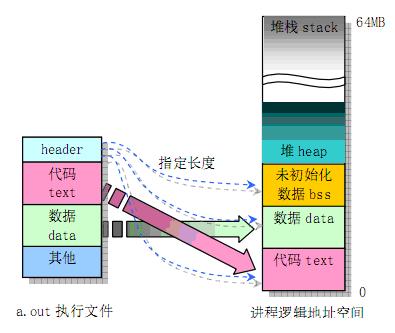 堆栈 stack
64MB
header
指定长度
堆 heap
代码
text
未初始化
数据 bss
数据
data
数据 data
其他
代码 text
0
a.out 执行文件
进程逻辑地址空间